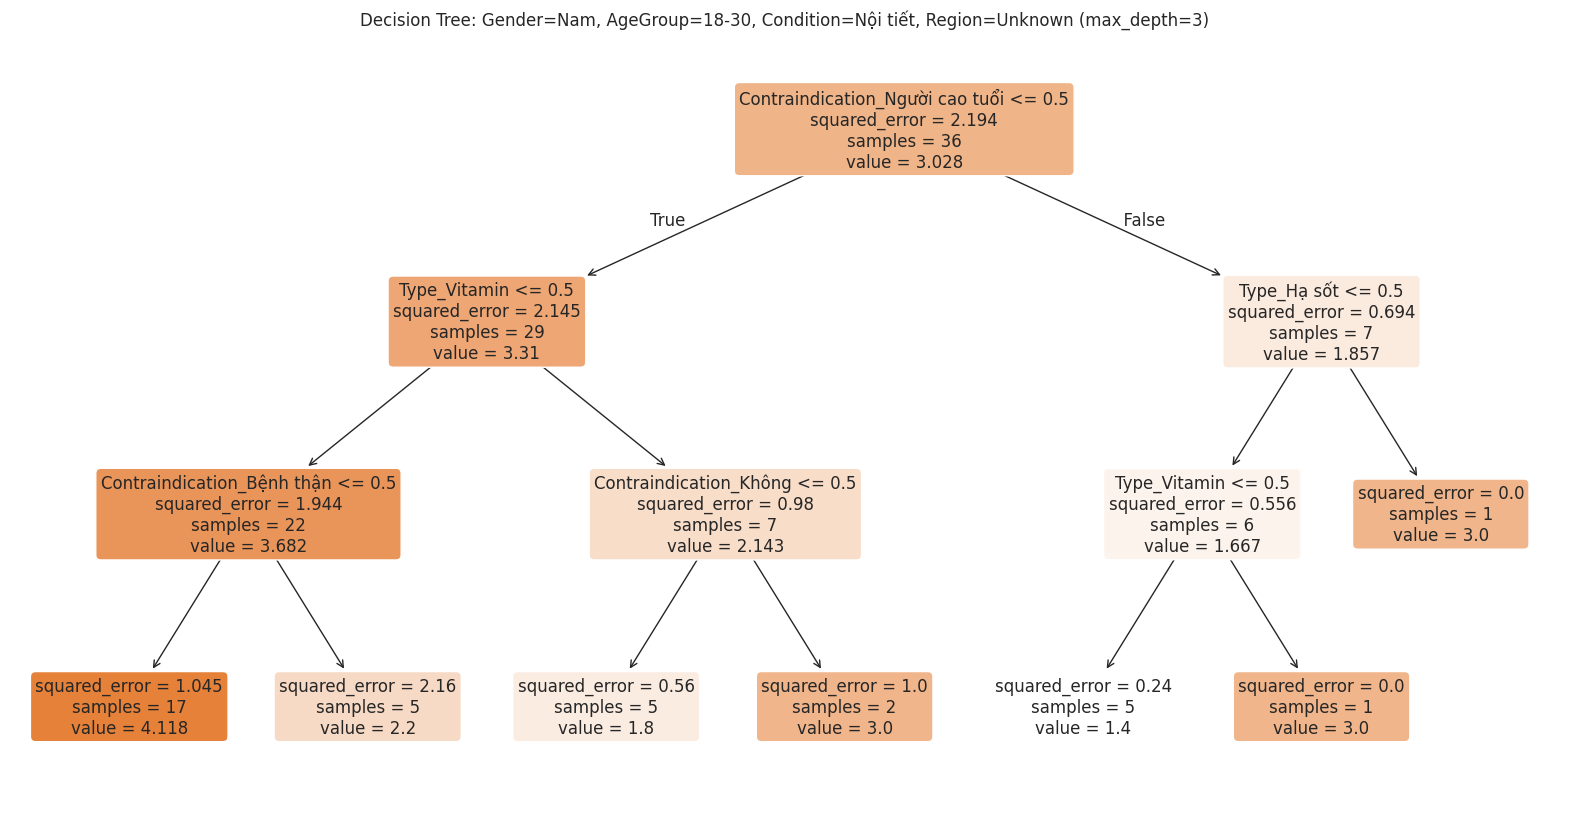 Decision Tree: Gender=Nam, AgeGroup=18-30, Condition=Nội tiết, Region=Unknown (max_depth=3)
Contraindication_Người cao tuổi <= 0.5
squared_error = 2.194
samples = 36
value = 3.028
True
False
Type_Vitamin <= 0.5
squared_error = 2.145
samples = 29
value = 3.31
Type_Hạ sốt <= 0.5
squared_error = 0.694
samples = 7
value = 1.857
Contraindication_Bệnh thận <= 0.5
squared_error = 1.944
samples = 22
value = 3.682
Contraindication_Không <= 0.5
squared_error = 0.98
samples = 7
value = 2.143
Type_Vitamin <= 0.5
squared_error = 0.556
samples = 6
value = 1.667
squared_error = 0.0
samples = 1
value = 3.0
squared_error = 1.045
samples = 17
value = 4.118
squared_error = 2.16
samples = 5
value = 2.2
squared_error = 0.56
samples = 5
value = 1.8
squared_error = 1.0
samples = 2
value = 3.0
squared_error = 0.24
samples = 5
value = 1.4
squared_error = 0.0
samples = 1
value = 3.0